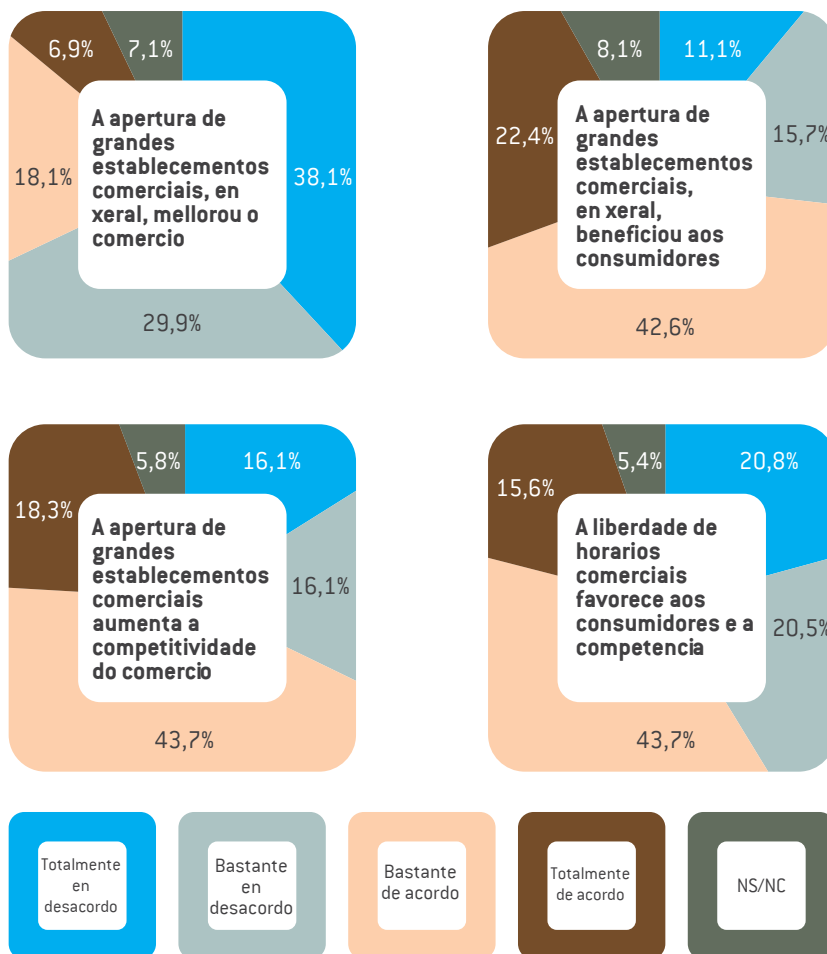 6,9%
7,1%
18,1%
38,1%
29,9%
A apertura de
grandes
establecementos
comerciais, en
xeral, mellorou o
comercio
8,1%
11,1%
22,4%
15,7%
42,6%
A apertura de
grandes
establecementos
comerciais,
en xeral,
beneficiou aos
consumidores
5,8%
16,1%
18,3%
16,1%
43,7%
A apertura de
grandes
establecementos
comerciais
aumenta a
competitividade
do comercio
5,4%
20,8%
15,6%
20,5%
43,7%
A liberdade de
horarios
comerciais
favorece aos
consumidores e a
competencia
Totalmente
en
desacordo
Bastante
en
desacordo
Bastante
de acordo
Totalmente
de acordo
NS/NC